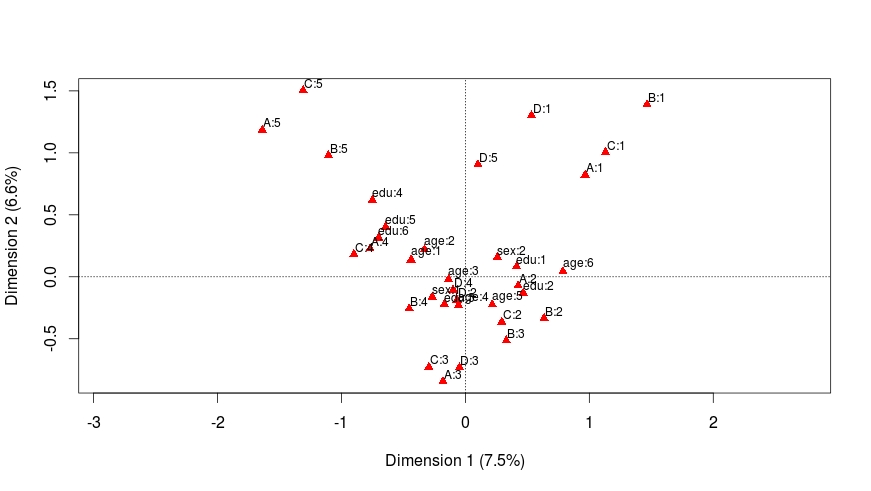 C:5
B:1
D:1
A:5
C:1
B:5
D:5
A:1
edu:4
edu:5
edu:6
A:4
age:2
age:1
sex:2
edu:1
age:6
age:3
D:4
A:2
edu:2
D:2
age:4
age:5
B:4
C:2
B:2
B:3
C:3
D:3
A:3
1.5
1.0
0.5
0.0
-0.5
-3
-2
-1
0
1
2
Dimension 1 (7.5%)
Dimension 2 (6.6%)